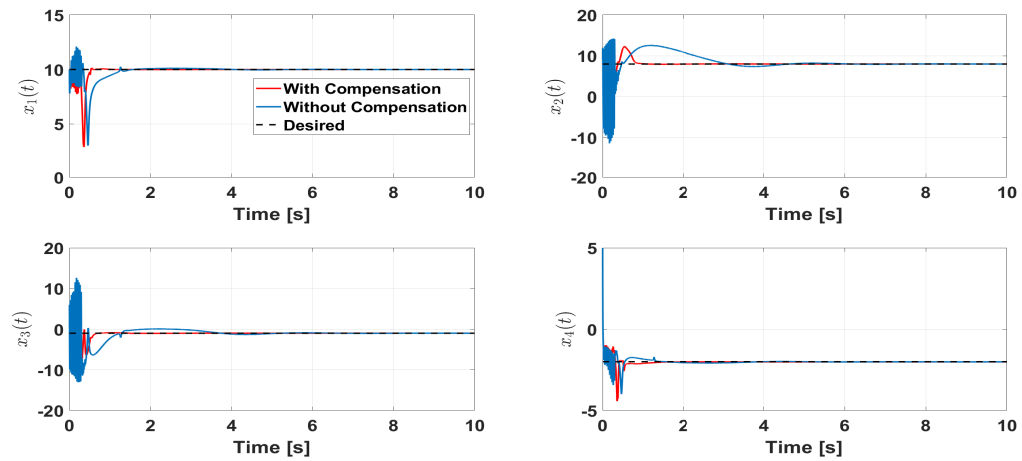 15
10
5
0
x₁(t)
0 2 4 6 8 10
Time [s]
With Compensation
Without Compensation
Desired
20
10
0
10
20
x₂(t)
0 2 4 6 8 10
Time [s]
20
10
0
-10
-20
x₃(t)
0 2 4 6 8 10
Time [s]
5
0
-5
x₄(t)
0 2 4 6 8 10
Time [s]